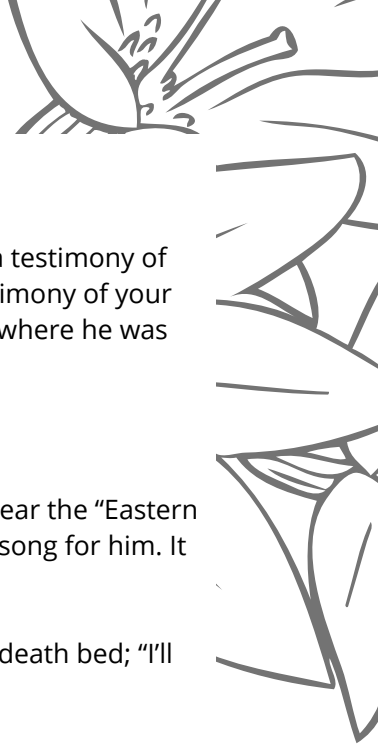 testimony of
imony of your
where he was
ear the “Eastern
song for him. It
death bed; “I’ll